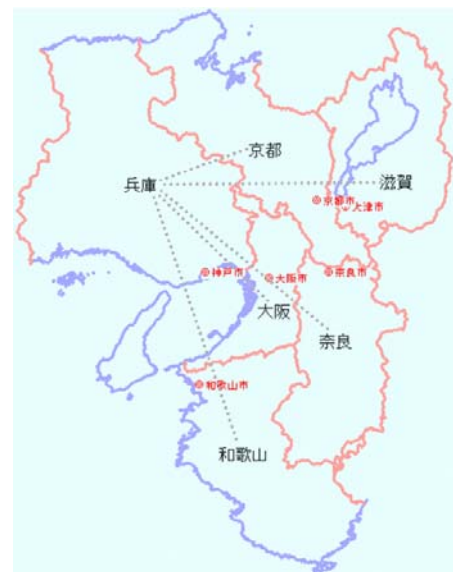 京都
兵庫
滋賀
◎京都市
◎大津市
◎神戸市
◎大阪市
◎奈良市
大阪
奈良
◎和歌山市
和歌山